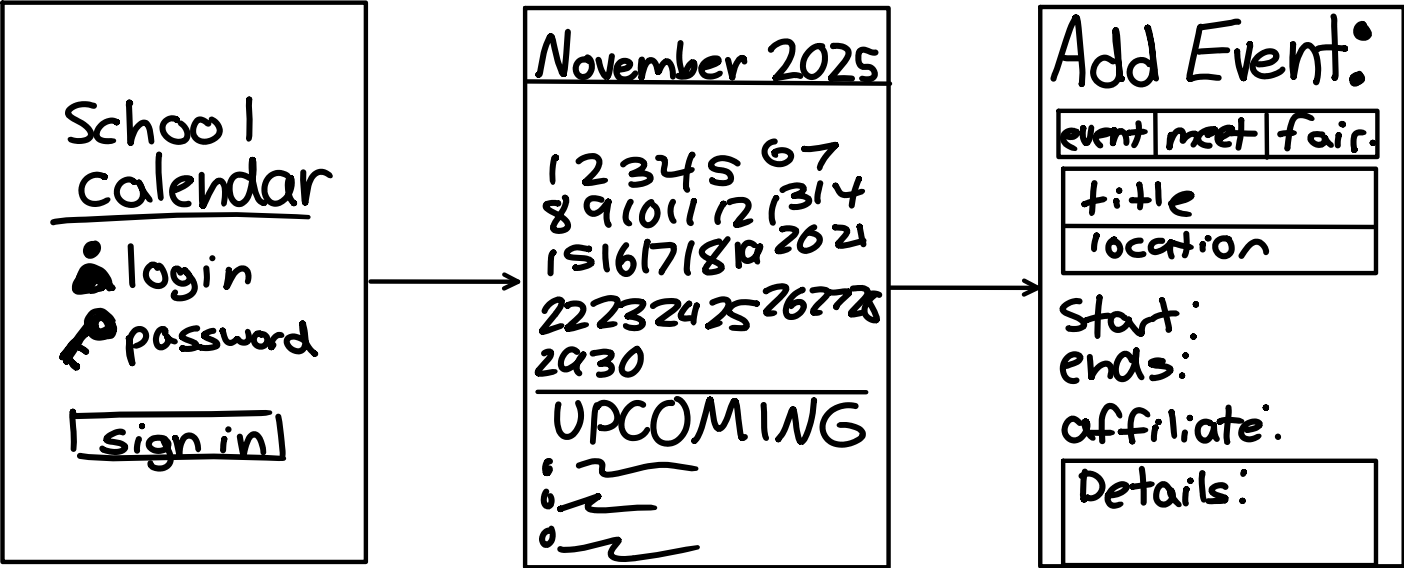 School
calendar
login
password
sign in
November 2025
1 2 3 4 5 6 7
8 9 10 11 12 13 14
15 16 17 18 19 20 21
22 23 24 25 26 27 28
29 30
UPCOMING
Add Event:
event meet fair.
title
location
Start:
ends:
affiliate:
Details: